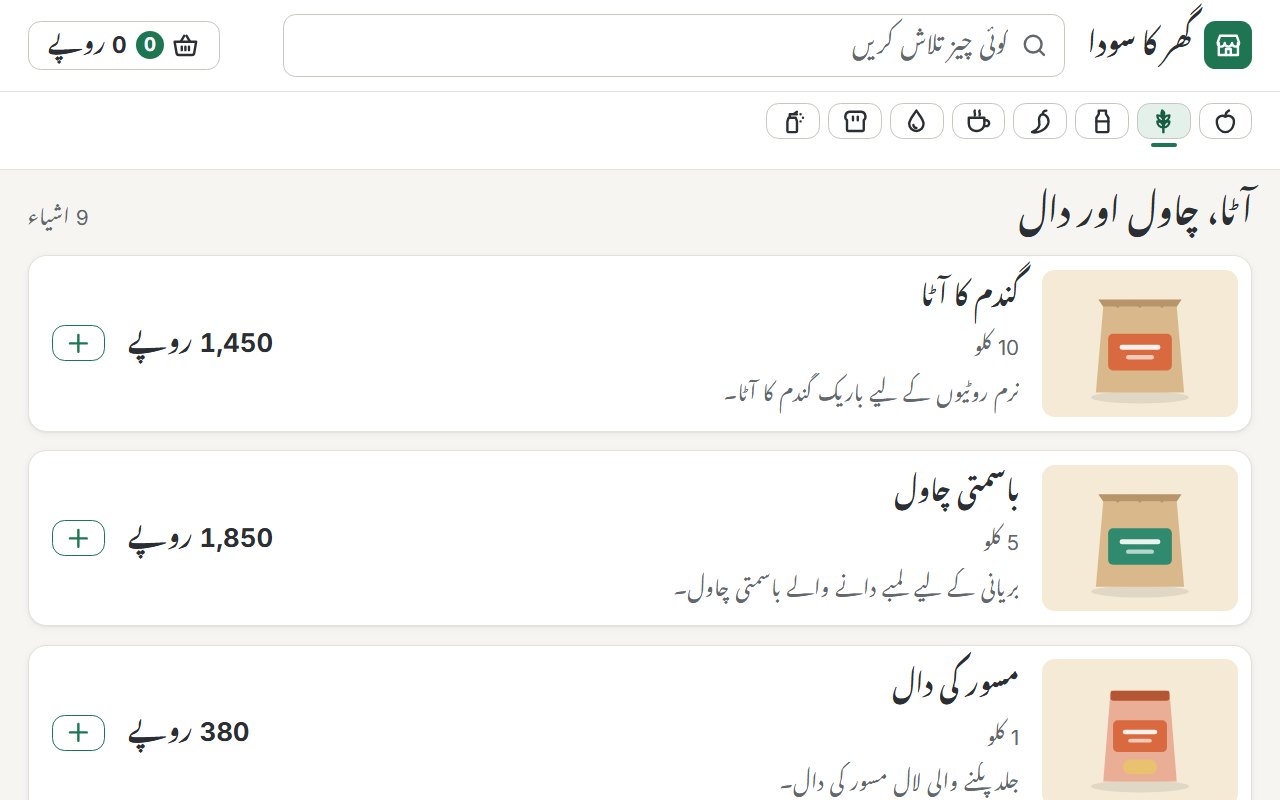 گھر کا سودا
کوئی چیز تلاش کریں
0 0 روپے
آٹا، چاول اور دال
9 اشیاء
گندم کا آٹا
10 کلو
نرم روٹیوں کے لیے باریک گندم کا آٹا۔
1,450 روپے
باسمتی چاول
5 کلو
بریانی کے لیے لمبے دانے والے باسمتی چاول۔
1,850 روپے
مسور کی دال
1 کلو
جلد پکنے والی لال مسور کی دال۔
380 روپے